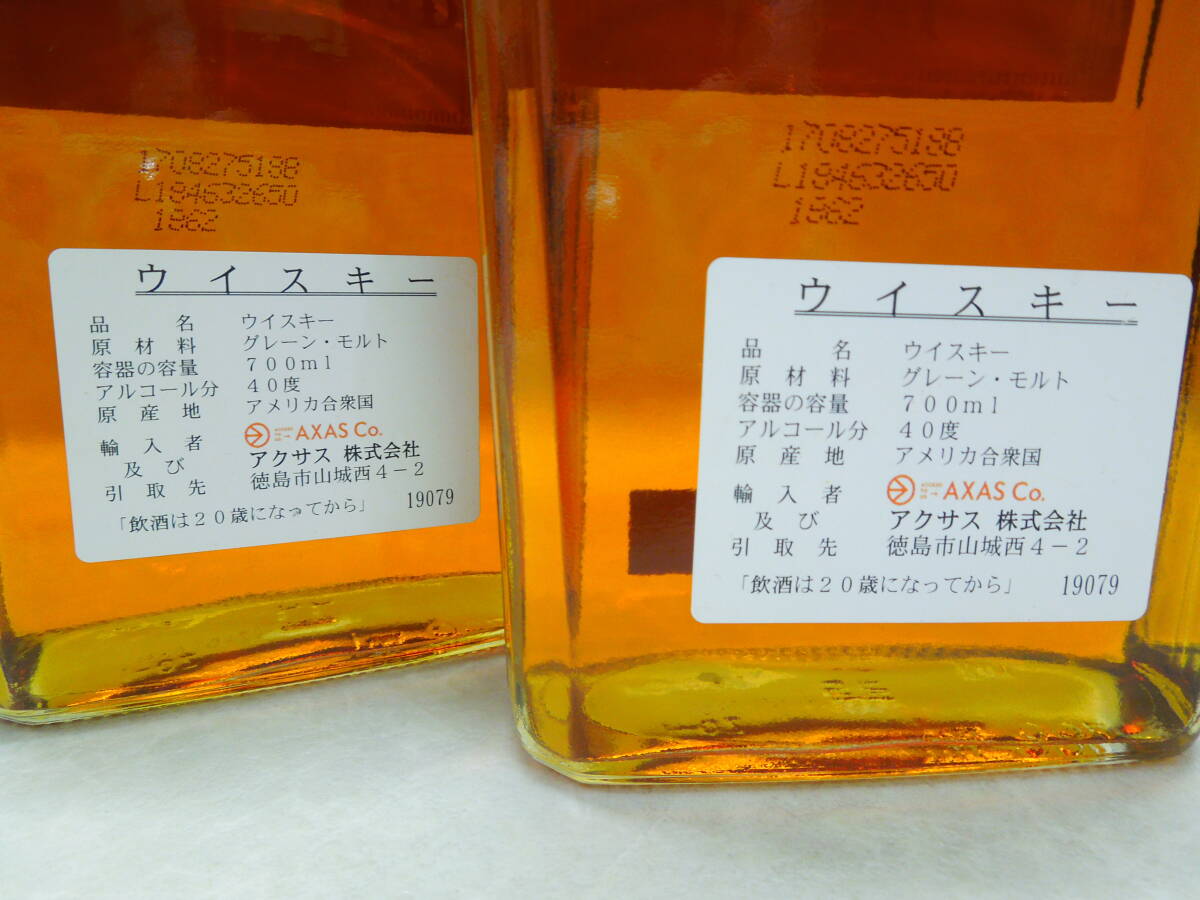 1708275188
L194632650
1862
ウイスキー
品名 ウイスキー
原材料 グレーン・モルト
容器の容量 700ml
アルコール分 40度
原産地 アメリカ合衆国
輸入者 AXAS Co.
及び アクサス 株式会社
引取先 徳島市山城西4-2
「飲酒は20歳になってから」 19079
1708275188
L194632650
1862
ウイスキー
品名 ウイスキー
原材料 グレーン・モルト
容器の容量 700ml
アルコール分 40度
原産地 アメリカ合衆国
輸入者 AXAS Co.
及び アクサス 株式会社
引取先 徳島市山城西4-2
「飲酒は20歳になってから」 19079